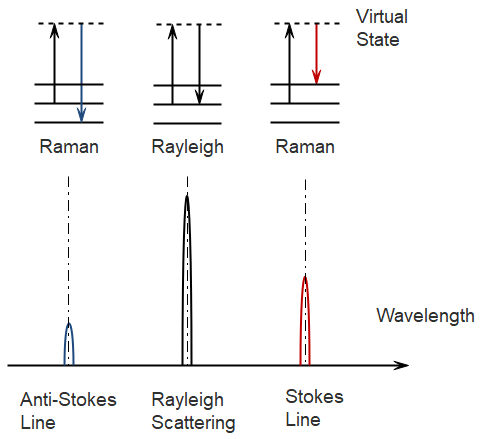 Virtual
State
Raman
Rayleigh
Raman
Wavelength
Anti-Stokes
Line
Rayleigh
Scattering
Stokes
Line